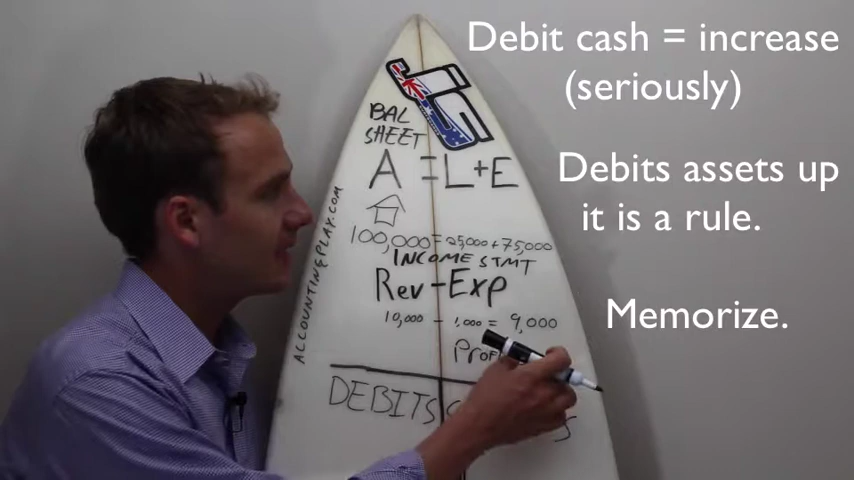 Debit cash = increase
(seriously)
Debits assets up
it is a rule.
Memorize.
BAL
SHEET
A = L + E
100,000 = 25,000 + 75,000
INCOME STMT
Rev - Exp
10,000 - 1,000 = 9,000
DEBITS
ACCOUNTINGPLAY.COM